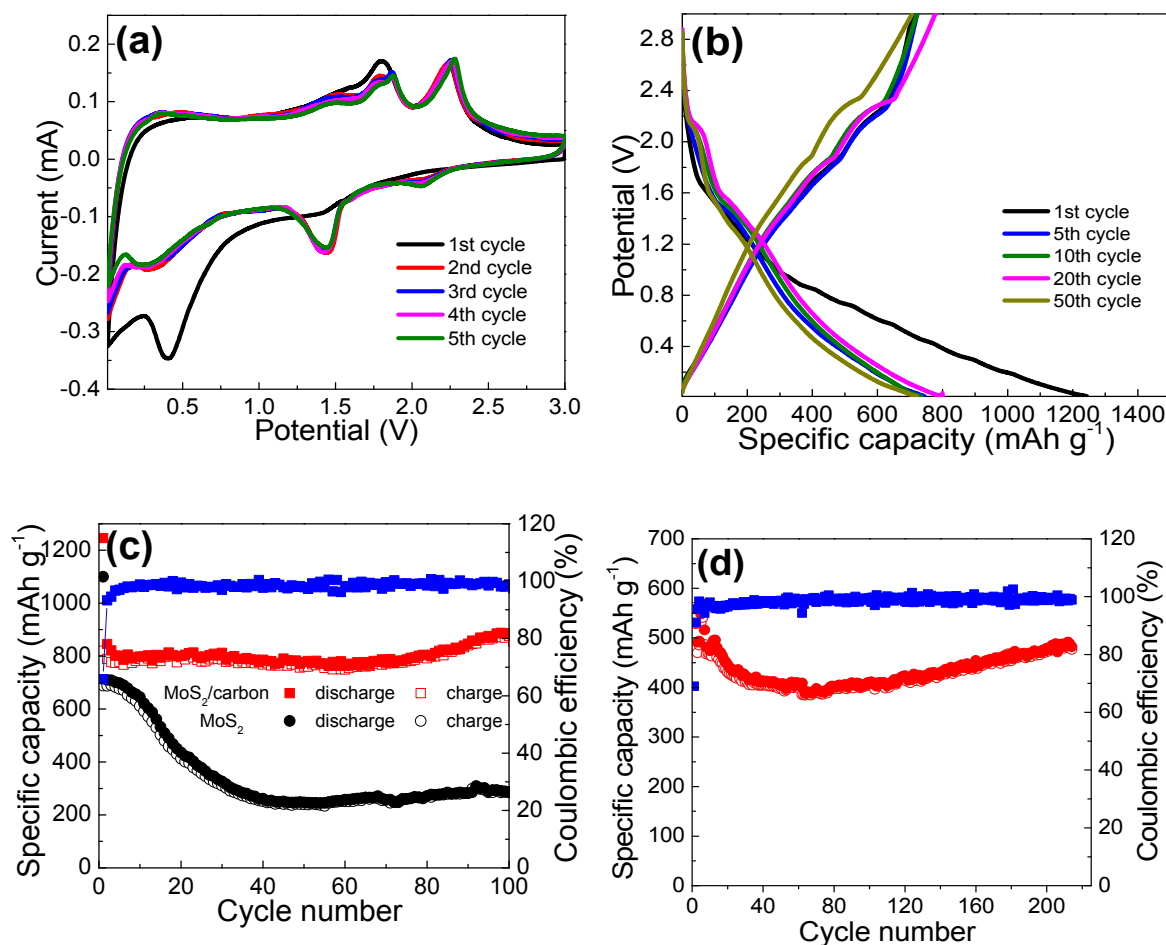 (a)
0.2
0.1
0.0
-0.1
-0.2
-0.3
-0.4
Current (mA)
1st cycle
2nd cycle
3rd cycle
4th cycle
5th cycle
0.5 1.0 1.5 2.0 2.5 3.0
Potential (V)
(b)
2.8
2.4
2.0
1.6
1.2
0.8
0.4
Potential (V)
1st cycle
5th cycle
10th cycle
20th cycle
50th cycle
0 200 400 600 800 1000 1200 1400
Specific capacity (mAh g⁻¹)
(c)
1200
1000
800
600
400
200
0
Specific capacity (mAh g⁻¹)
MoS₂/carbon discharge charge
MoS₂ discharge charge
120
100
80
60
40
20
0
Coulombic efficiency (%)
0 20 40 60 80 100
Cycle number
(d)
700
600
500
400
300
200
100
0
Specific capacity (mAh g⁻¹)
120
100
80
60
40
20
0
Coulombic efficiency (%)
0 40 80 120 160 200
Cycle number